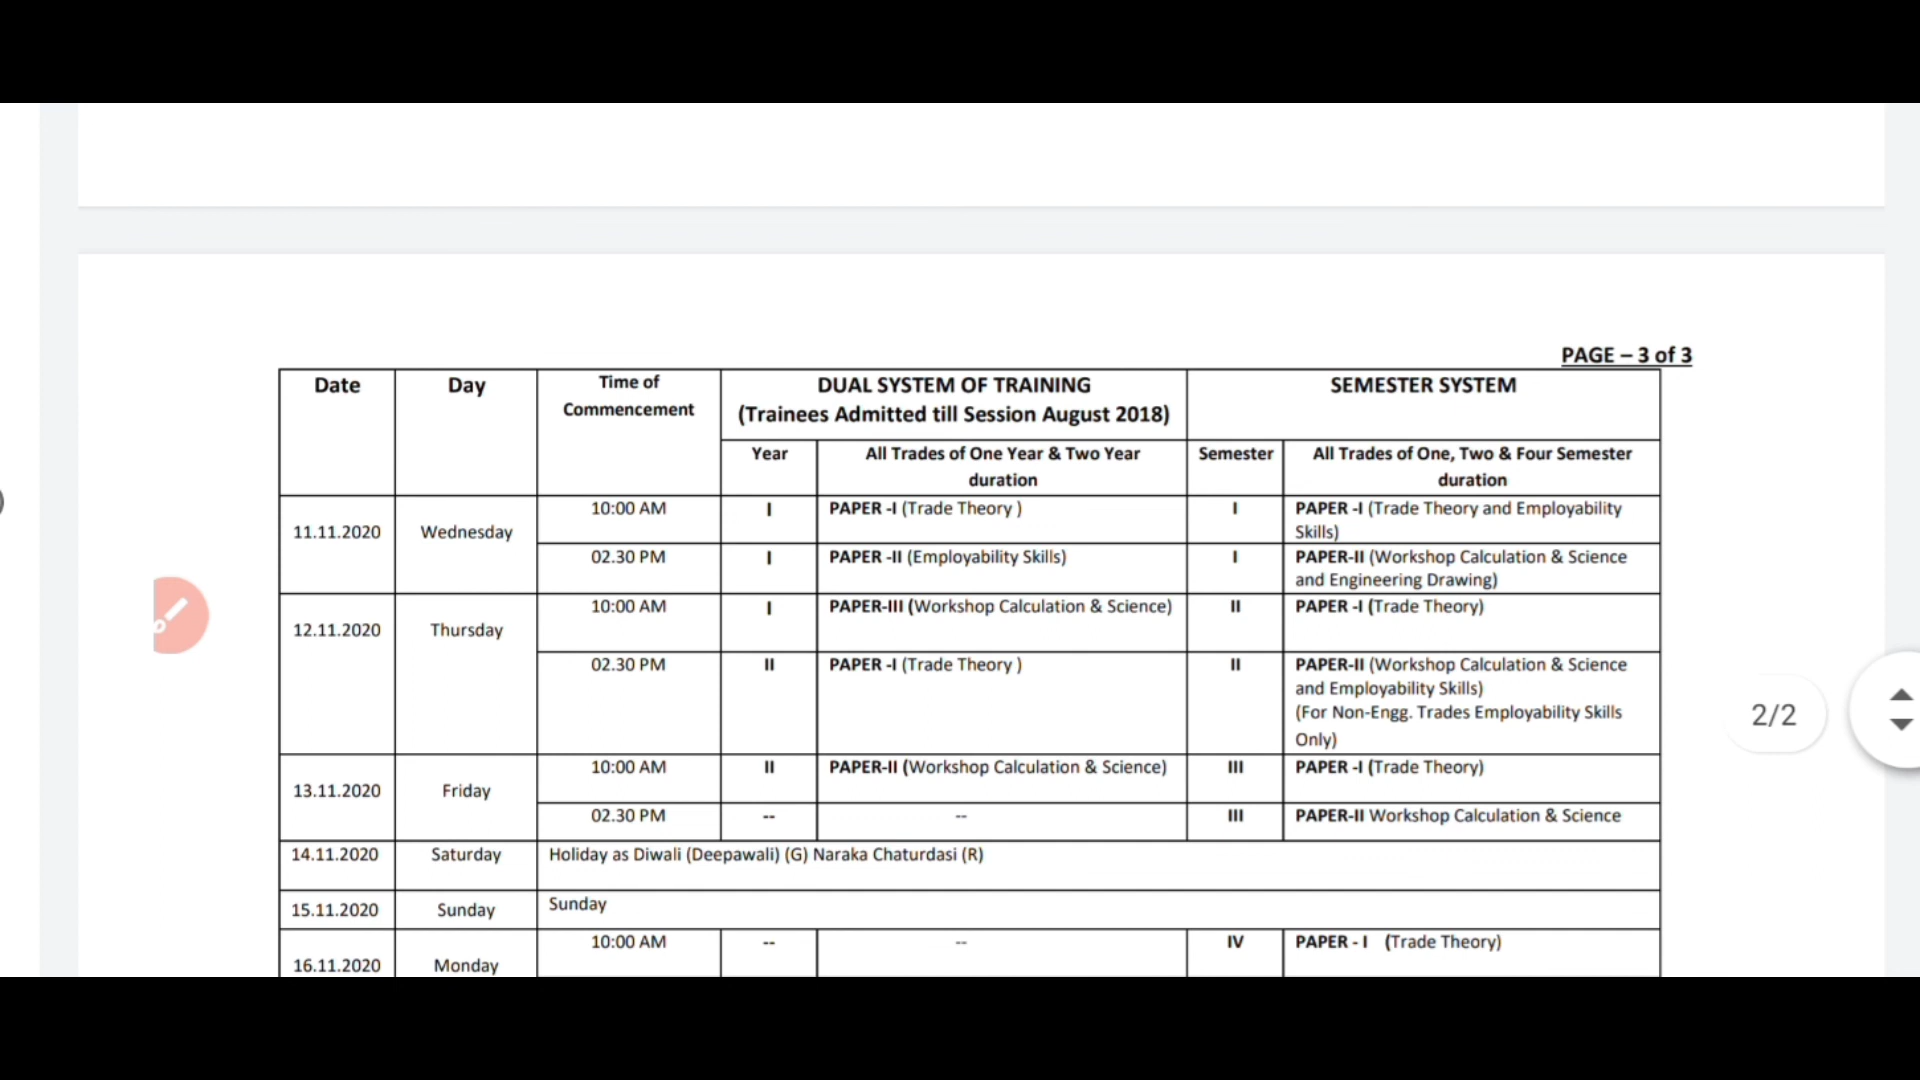 PAGE – 3 of 3
Date Day Time of Commencement DUAL SYSTEM OF TRAINING SEMESTER SYSTEM
(Trainees Admitted till Session August 2018)
Year All Trades of One Year & Two Year duration Semester All Trades of One, Two & Four Semester duration
11.11.2020 Wednesday 10:00 AM I PAPER -I (Trade Theory ) I PAPER -I (Trade Theory and Employability
Skills)
02.30 PM I PAPER -II (Employability Skills) I PAPER-II (Workshop Calculation & Science
and Engineering Drawing)
12.11.2020 Thursday 10:00 AM I PAPER-III (Workshop Calculation & Science) II PAPER -I (Trade Theory)
02.30 PM II PAPER -I (Trade Theory ) II PAPER-II (Workshop Calculation & Science
and Employability Skills)
(For Non-Engg. Trades Employability Skills
Only)
2/2
13.11.2020 Friday 10:00 AM II PAPER-II (Workshop Calculation & Science) III PAPER -I (Trade Theory)
02.30 PM -- -- III PAPER-II Workshop Calculation & Science
14.11.2020 Saturday Holiday as Diwali (Deepawali) (G) Naraka Chaturdasi (R)
15.11.2020 Sunday Sunday
16.11.2020 Monday 10:00 AM -- -- IV PAPER - I (Trade Theory)